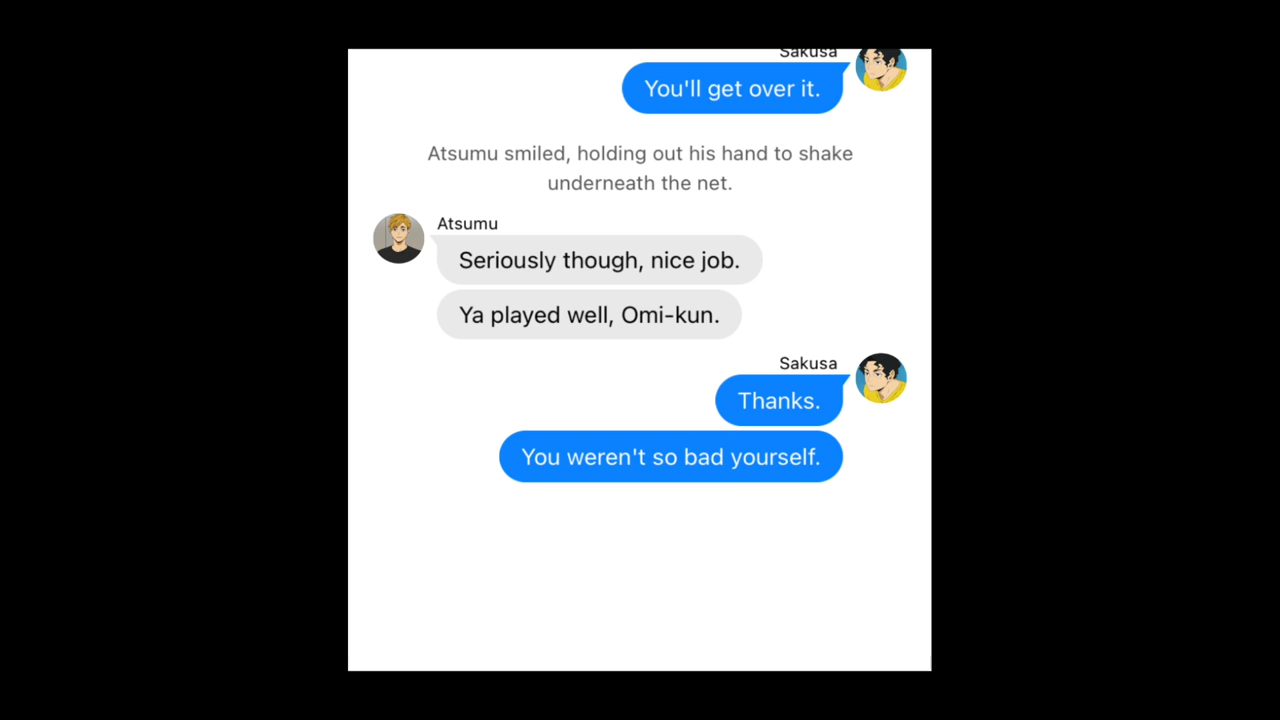 Sakusa
You'll get over it.
Atsumu smiled, holding out his hand to shake
underneath the net.
Atsumu
Seriously though, nice job.
Ya played well, Omi-kun.
Sakusa
Thanks.
You weren't so bad yourself.